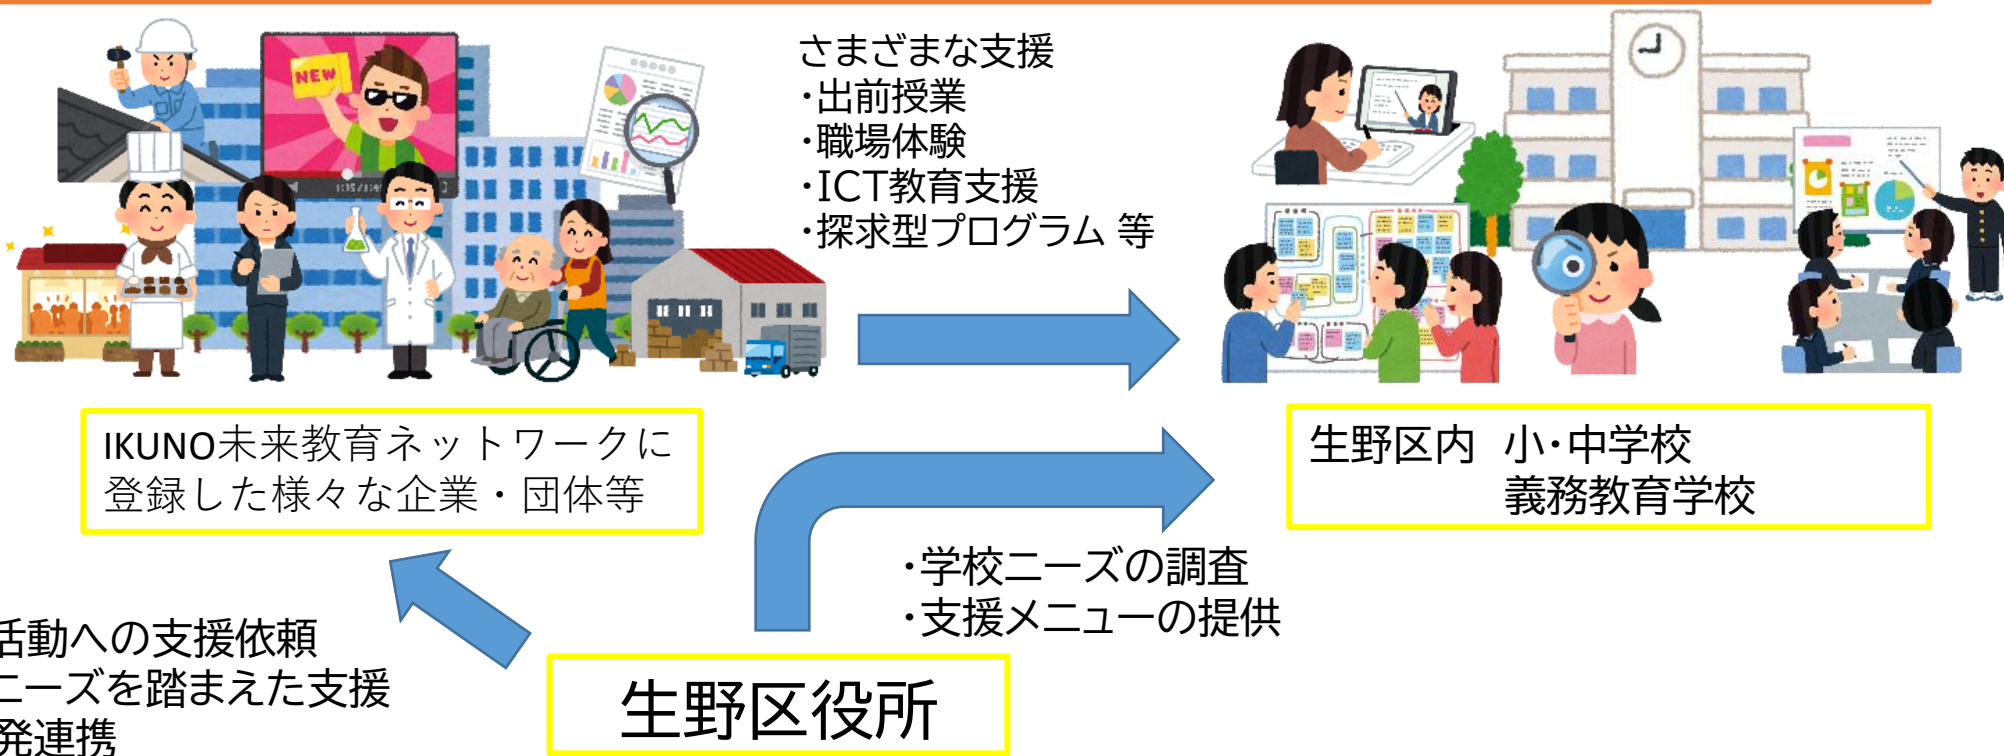 NEW
さまざまな支援
・出前授業
・職場体験
・ICT教育支援
・探求型プログラム 等
IKUNO未来教育ネットワークに
登録した様々な企業・団体等
生野区内 小・中学校
義務教育学校
・学校ニーズの調査
・支援メニューの提供
活動への支援依頼
ニーズを踏まえた支援
発連携
生野区役所